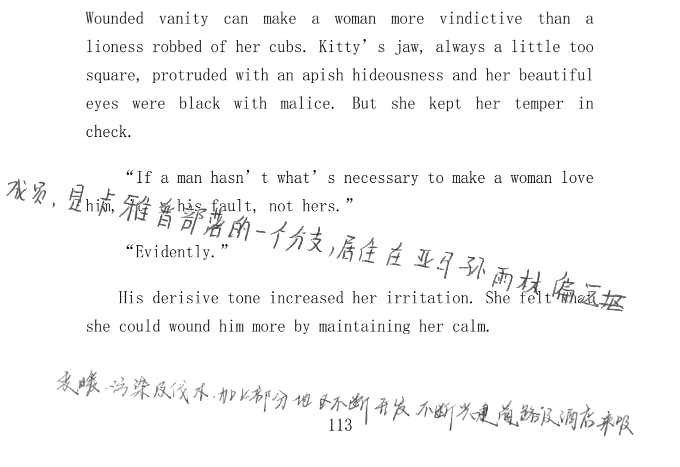 Wounded vanity can make a woman more vindictive than a
lioness robbed of her cubs. Kitty’s jaw, always a little too
square, protruded with an apish hideousness and her beautiful
eyes were black with malice. But she kept her temper in
check.
“If a man hasn’t what’s necessary to make a woman love
him, his fault, not hers.”
成员，是卢雅普部落的一个分支，居住在亚马孙雨林偏远地区
“Evidently.”
His derisive tone increased her irritation. She felt that
she could wound him more by maintaining her calm.
变暖、污染及伐木，加上部分地区不断开发，不断兴建道路及酒店来吸
113